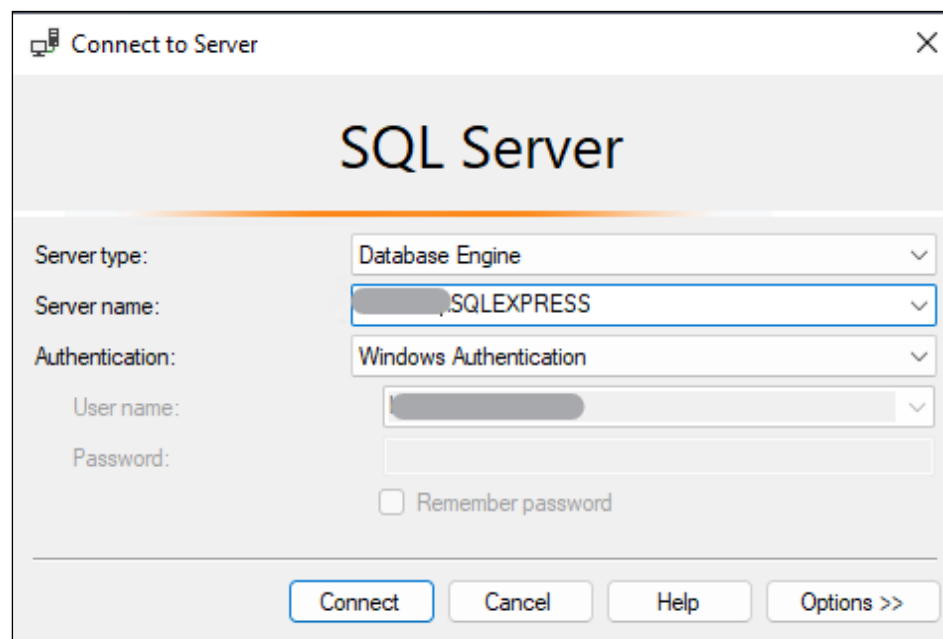 Connect to Server
SQL Server
Server type: Database Engine
Server name: SQLEXPRESS
Authentication: Windows Authentication
User name:
Password:
Remember password
Connect Cancel Help Options >>